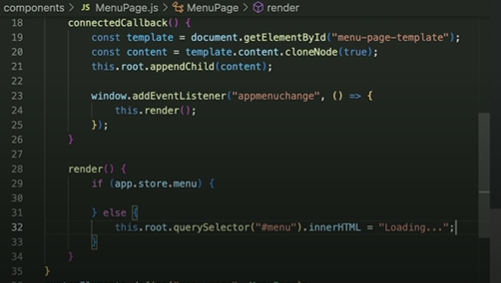 components > JS MenuPage.js > MenuPage > render
18 connectedCallback() {
19 const template = document.getElementById("menu-page-template");
20 const content = template.content.cloneNode(true);
21 this.root.appendChild(content);
22
23 window.addEventListener("appmenuchange", () => {
24 this.render();
25 });
26 }
27
28 render() {
29 if (app.store.menu) {
30
31 } else {
32 this.root.querySelector("#menu").innerHTML = "Loading...";
33 }
34 }
35 }